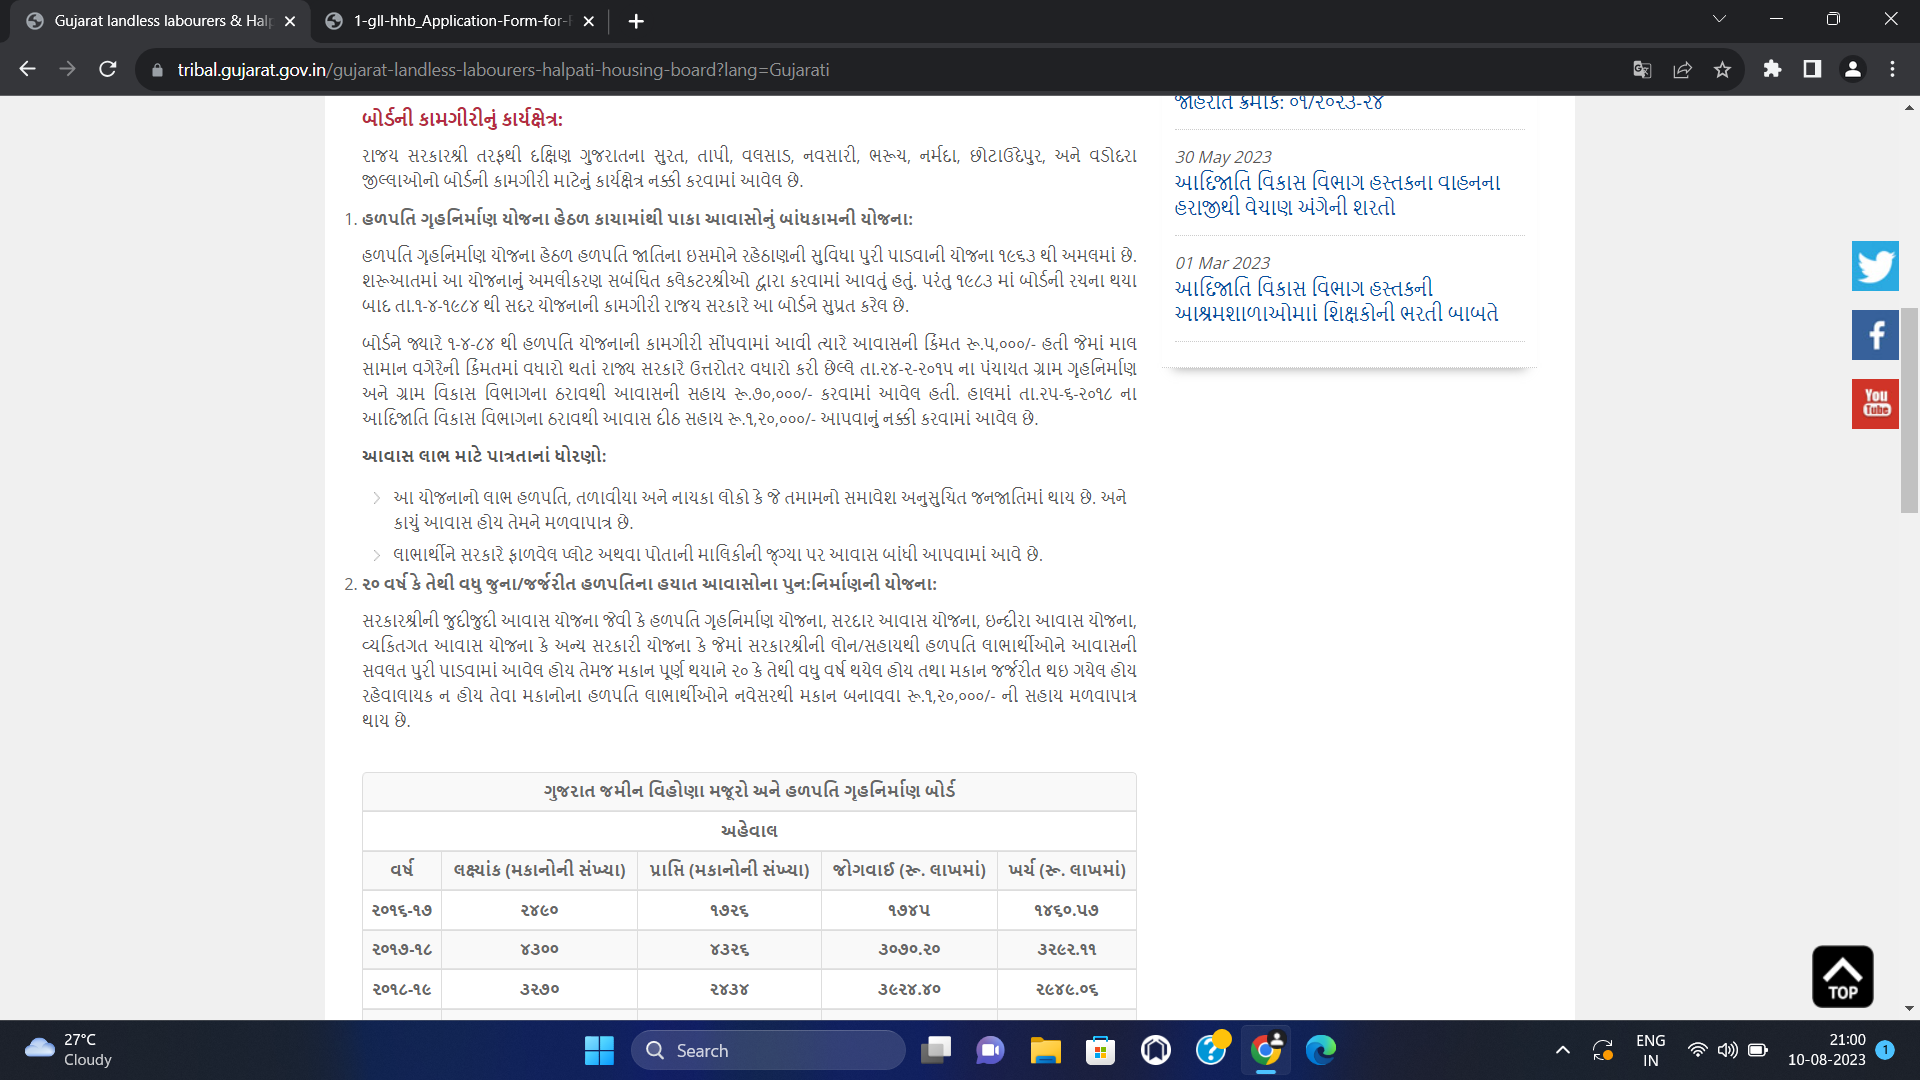 Gujarat landless labourers & Halp
1-gll-hhb_Application-Form-for-F
tribal.gujarat.gov.in/gujarat-landless-labourers-halpati-housing-board?lang=Gujarati
બોર્ડની કામગીરીનું કાર્યક્ષેત્ર:
રાજ્ય સરકારશ્રી તરફથી દક્ષિણ ગુજરાતના સુરત, તાપી, વલસાડ, નવસારી, ભરૂચ, નર્મદા, છોટાઉદેપુર, અને વડોદરા
જીલ્લાઓનો બોર્ડની કામગીરી માટેનું કાર્યક્ષેત્ર નક્કી કરવામાં આવેલ છે.
1. હળપતિ ગૃહનિર્માણ યોજના હેઠળ કાચામાંથી પાકા આવાસોનું બાંધકામની યોજના:
હળપતિ ગૃહનિર્માણ યોજના હેઠળ હળપતિ જાતિના ઇસમોને રહેઠાણની સુવિધા પુરી પાડવાની યોજના ૧૯૬૩ થી અમલમાં છે.
શરૂઆતમાં આ યોજનાનું અમલીકરણ સબંધિત કલેકટરશ્રીઓ દ્વારા કરવામાં આવતું હતું. પરંતુ ૧૯૮૩ માં બોર્ડની રચના થયા
બાદ તા.૧-૪-૧૯૮૪ થી સદર યોજનાની કામગીરી રાજય સરકારે આ બોર્ડને સુપ્રત કરેલ છે.
બોર્ડને જ્યારે ૧-૪-૮૪ થી હળપતિ યોજનાની કામગીરી સોંપવામાં આવી ત્યારે આવાસની કિંમત રૂ.૫,૦૦૦/- હતી જેમાં માલ
સામાન વગેરેની કિંમતમાં વધારો થતાં રાજ્ય સરકારે ઉત્તરોતર વધારો કરી છેલ્લે તા.૨૪-૨-૨૦૧૫ ના પંચાયત ગ્રામ ગૃહનિર્માણ
અને ગ્રામ વિકાસ વિભાગના ઠરાવથી આવાસની સહાય રૂ.૭૦,૦૦૦/- કરવામાં આવેલ હતી. હાલમાં તા.૨૫-૬-૨૦૧૮ ના
આદિજાતિ વિકાસ વિભાગના ઠરાવથી આવાસ દીઠ સહાય રૂ.૧,૨૦,૦૦૦/- આપવાનું નક્કી કરવામાં આવેલ છે.
આવાસ લાભ માટે પાત્રતાનાં ધોરણો:
આ યોજનાનો લાભ હળપતિ, તળાવીયા અને નાયકા લોકો કે જે તમામનો સમાવેશ અનુસુચિત જનજાતિમાં થાય છે. અને
કાચું આવાસ હોય તેમને મળવાપાત્ર છે.
લાભાર્થીને સરકારે ફાળવેલ પ્લોટ અથવા પોતાની માલિકીની જ્ગ્યા પર આવાસ બાંધી આપવામાં આવે છે.
2. ૨૦ વર્ષ કે તેથી વધુ જુના/જર્જરીત હળપતિના હયાત આવાસોના પુન:નિર્માણની યોજના:
સરકારશ્રીની જુદીજુદી આવાસ યોજના જેવી કે હળપતિ ગૃહનિર્માણ યોજના, સરદાર આવાસ યોજના, ઇન્દીરા આવાસ યોજના,
વ્યકિતગત આવાસ યોજના કે અન્ય સરકારી યોજના કે જેમાં સરકારશ્રીની લોન/સહાયથી હળપતિ લાભાર્થીઓને આવાસની
સવલત પુરી પાડવામાં આવેલ હોય તેમજ મકાન પૂર્ણ થયાને ૨૦ કે તેથી વધુ વર્ષ થયેલ હોય તથા મકાન જર્જરીત થઇ ગયેલ હોય
રહેવાલાયક ન હોય તેવા મકાનોના હળપતિ લાભાર્થીઓને નવેસરથી મકાન બનાવવા રૂ.૧,૨૦,૦૦૦/- ની સહાય મળવાપાત્ર
થાય છે.
ગુજરાત જમીન વિહોણા મજૂરો અને હળપતિ ગૃહનિર્માણ બોર્ડ
અહેવાલ
વર્ષ લક્ષ્યાંક (મકાનોની સંખ્યા) પ્રાપ્તિ (મકાનોની સંખ્યા) જોગવાઈ (રૂ. લાખમાં) ખર્ચ (રૂ. લાખમાં)
૨૦૧૬-૧૭ ૨૪૯૦ ૧૭૨૬ ૧૭૪૫ ૧૪૬૦.૫૭
૨૦૧૭-૧૮ ૪૩૦૦ ૪૩૨૬ ૩૦૭૦.૨૦ ૩૨૯૨.૧૧
૨૦૧૮-૧૯ ૩૨૭૦ ૨૪૩૪ ૩૯૨૪.૪૦ ૨૯૪૯.૦૬
જાહેરાત ક્રમાંક: ૦૧/૨૦૨૩-૨૪
30 May 2023
આદિજાતિ વિકાસ વિભાગ હસ્તકના વાહનના
હરાજીથી વેચાણ અંગેની શરતો
01 Mar 2023
આદિજાતિ વિકાસ વિભાગ હસ્તકની
આશ્રમશાળાઓમાાં શિક્ષકોની ભરતી બાબતે
You
Tube
TOP
27°C
Cloudy
Search
ENG
IN
21:00
10-08-2023
1